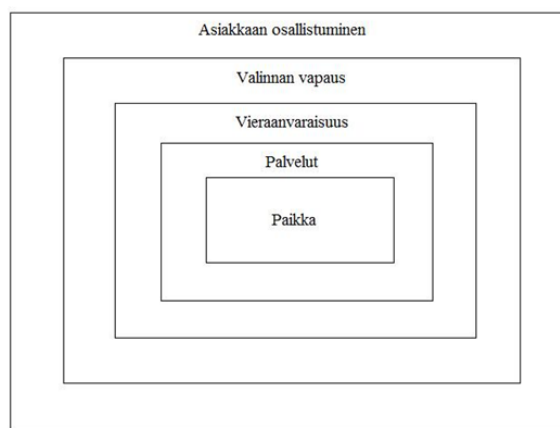 Asiakkaan osallistuminen
Valinnan vapaus
Vieraanvaraisuus
Palvelut
Paikka